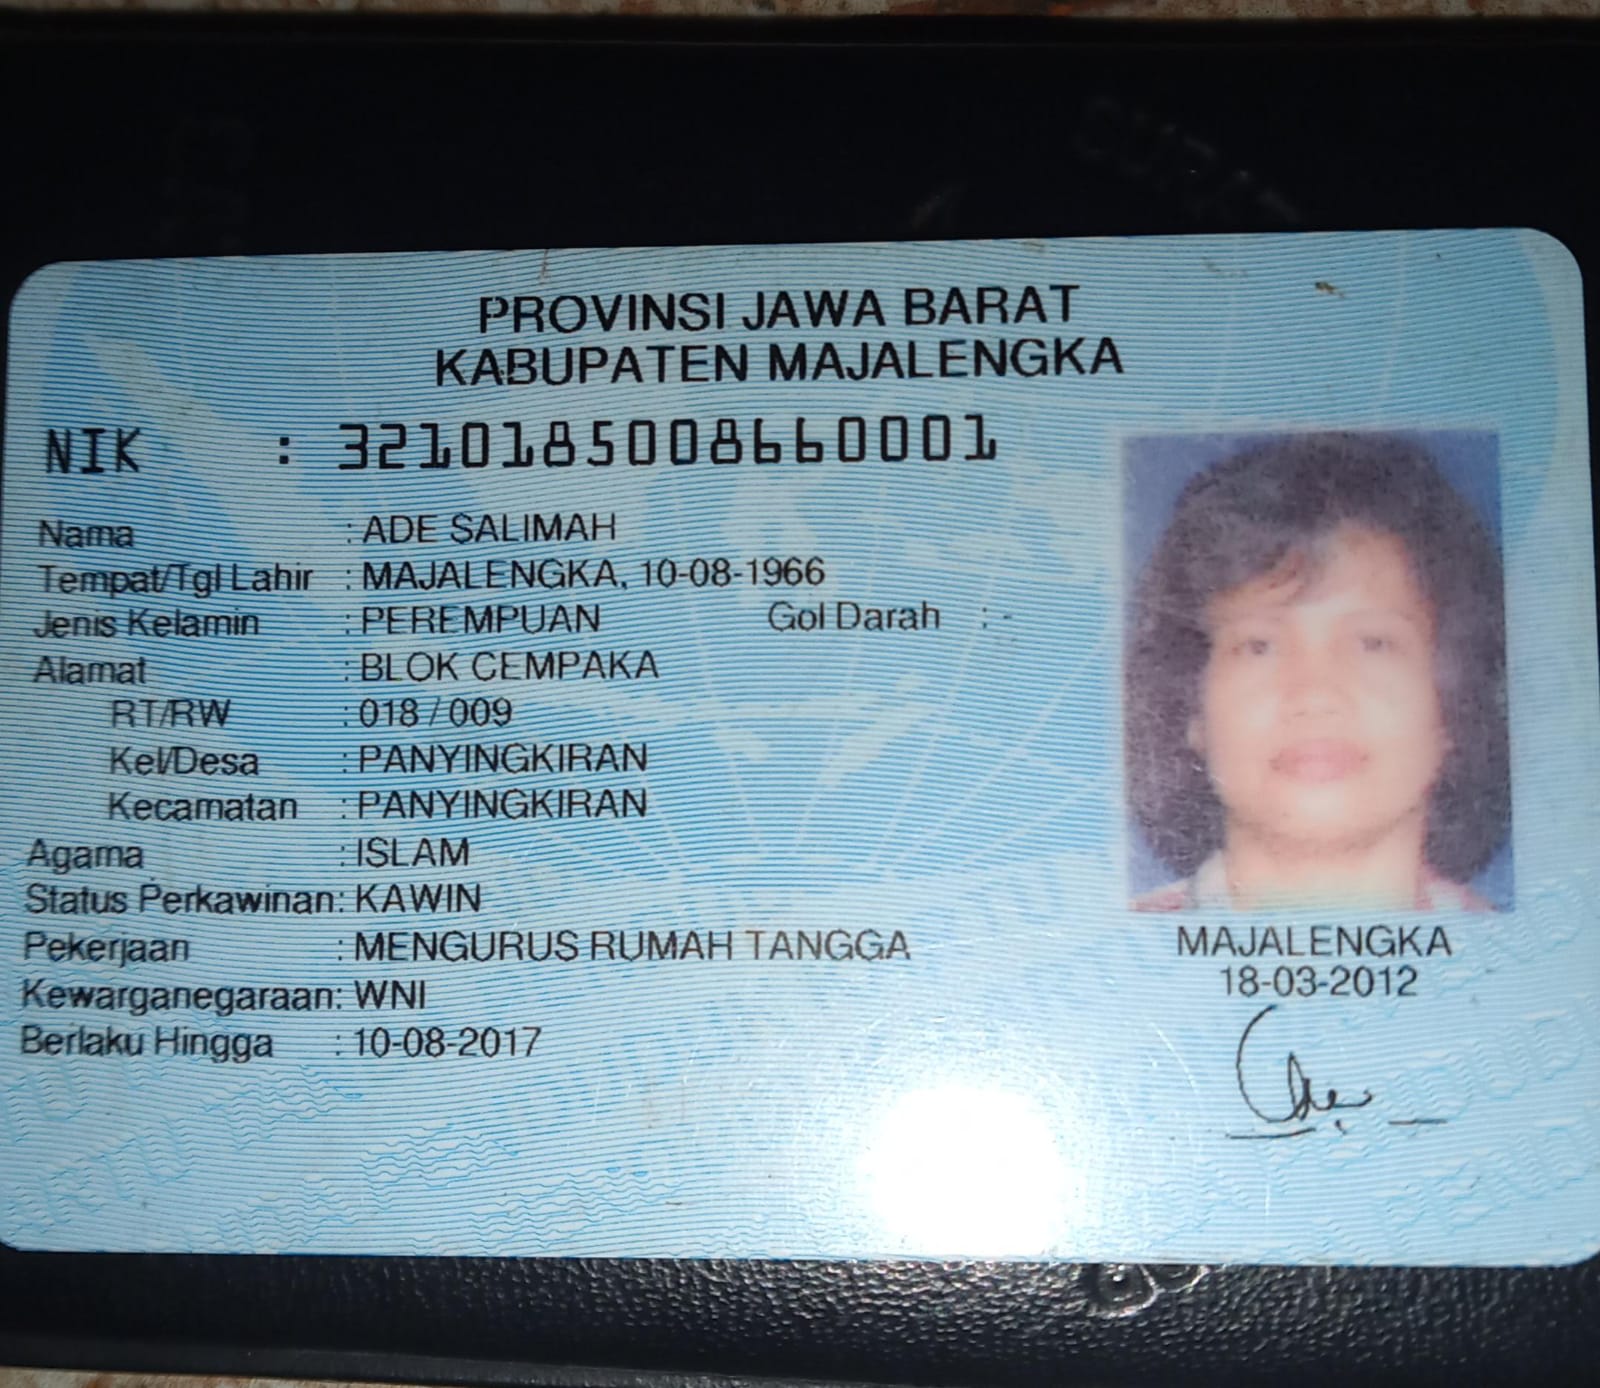 PROVINSI JAWA BARAT
KABUPATEN MAJALENGKA
NIK : 3210185008660001
Nama : ADE SALIMAH
Tempat/Tgl Lahir : MAJALENGKA, 10-08-1966
Jenis Kelamin : PEREMPUAN Gol Darah : -
Alamat : BLOK CEMPAKA
RT/RW : 018 / 009
Kel/Desa : PANYINGKIRAN
Kecamatan : PANYINGKIRAN
Agama : ISLAM
Status Perkawinan: KAWIN
Pekerjaan : MENGURUS RUMAH TANGGA
Kewarganegaraan: WNI
Berlaku Hingga : 10-08-2017
MAJALENGKA
18-03-2012